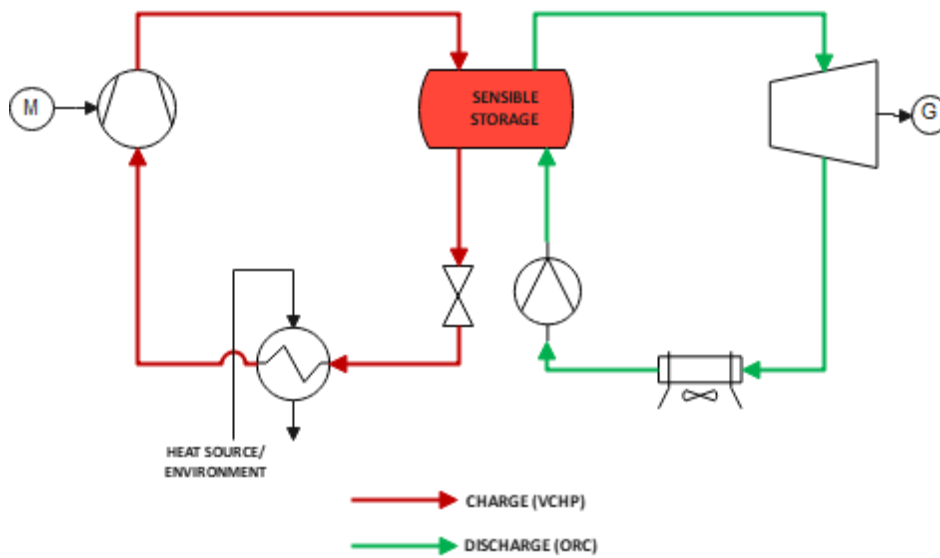 M
SENSIBLE
STORAGE
G
HEAT SOURCE/
ENVIRONMENT
CHARGE (VCHP)
DISCHARGE (ORC)